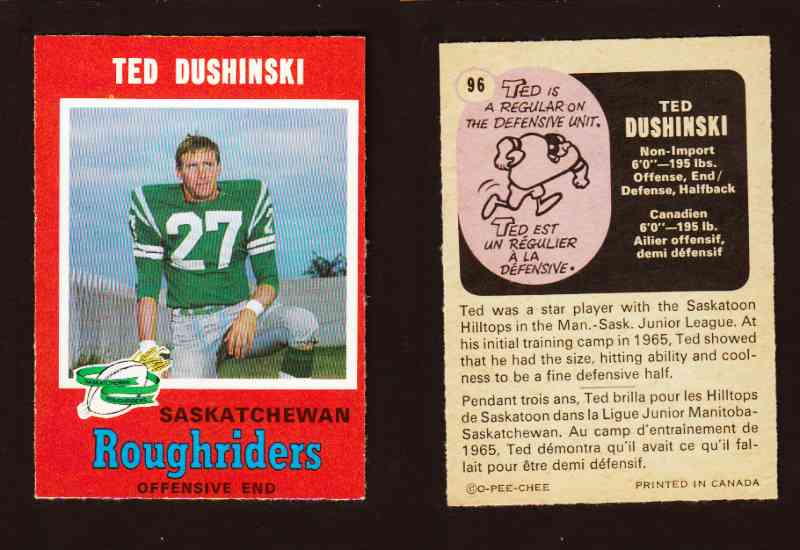 TED DUSHINSKI
27
SASKATCHEWAN
SASKATCHEWAN
Roughriders
OFFENSIVE END
96
TED IS
A REGULAR ON
THE DEFENSIVE UNIT.
TED EST
UN RÉGULIER
À LA
DÉFENSIVE.
TED
DUSHINSKI
Non-Import
6'0"—195 lbs.
Offense, End/
Defense, Halfback
Canadien
6'0"—195 lb.
Ailier offensif,
demi défensif
Ted was a star player with the Saskatoon
Hilltops in the Man.-Sask. Junior League. At
his initial training camp in 1965, Ted showed
that he had the size, hitting ability and cool-
ness to be a fine defensive half.
Pendant trois ans, Ted brilla pour les Hilltops
de Saskatoon dans la Ligue Junior Manitoba-
Saskatchewan. Au camp d'entraînement de
1965, Ted démontra qu'il avait ce qu'il fal-
lait pour être demi défensif.
©O-PEE-CHEE PRINTED IN CANADA